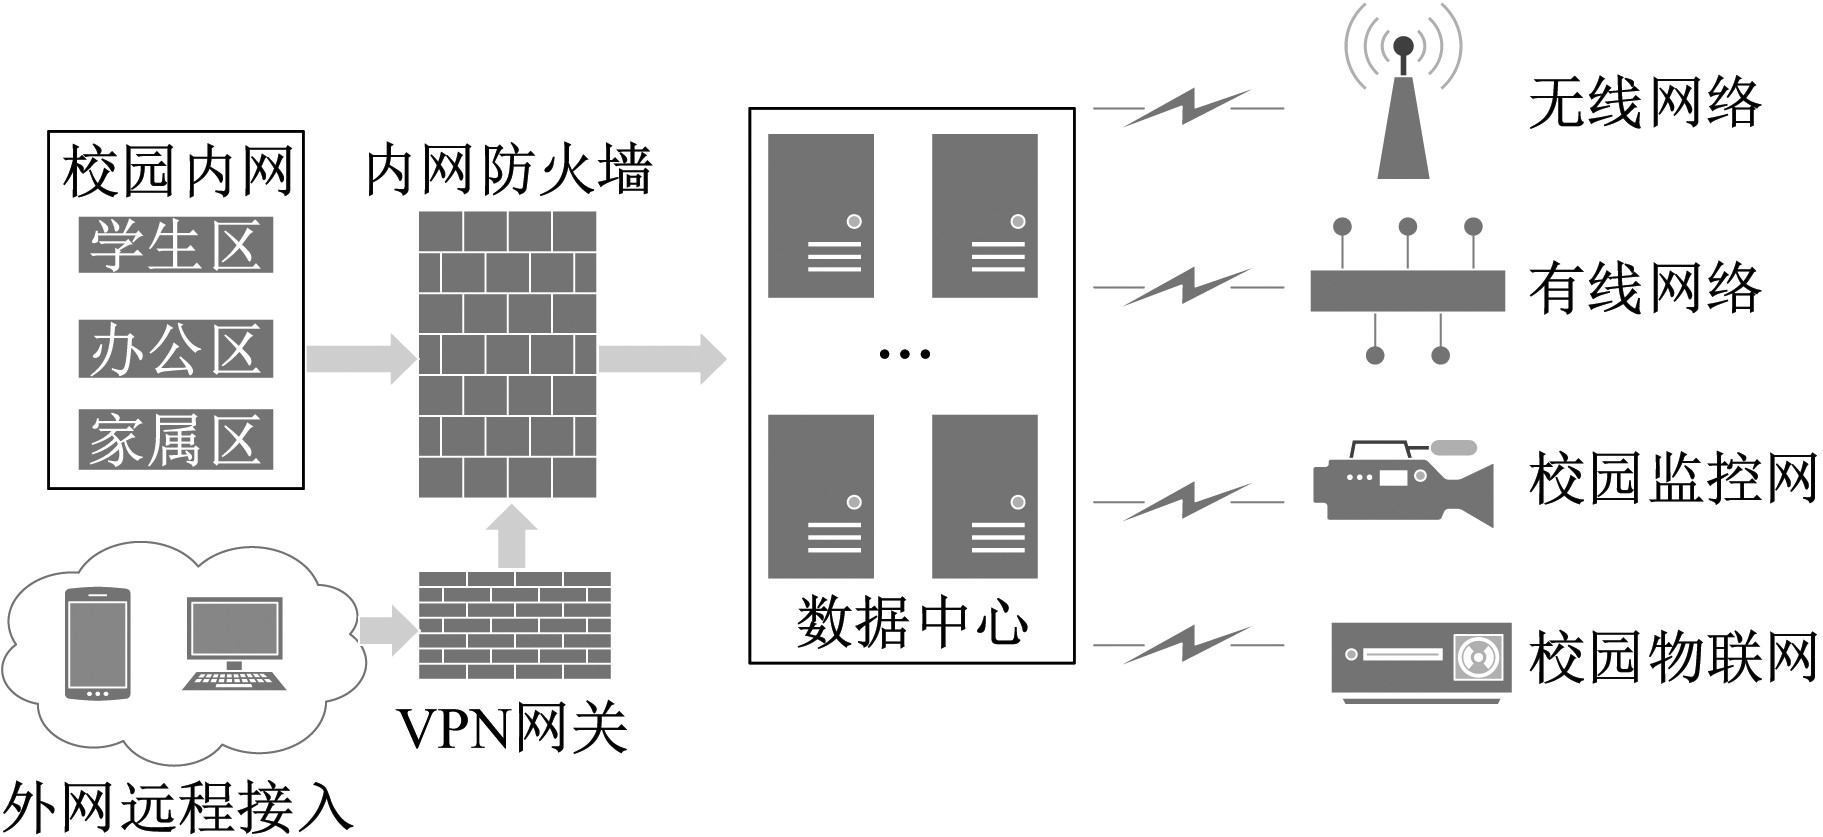 校园内网
学生区
办公区
家属区
外网远程接入
内网防火墙
VPN网关
...
数据中心
无线网络
有线网络
校园监控网
校园物联网